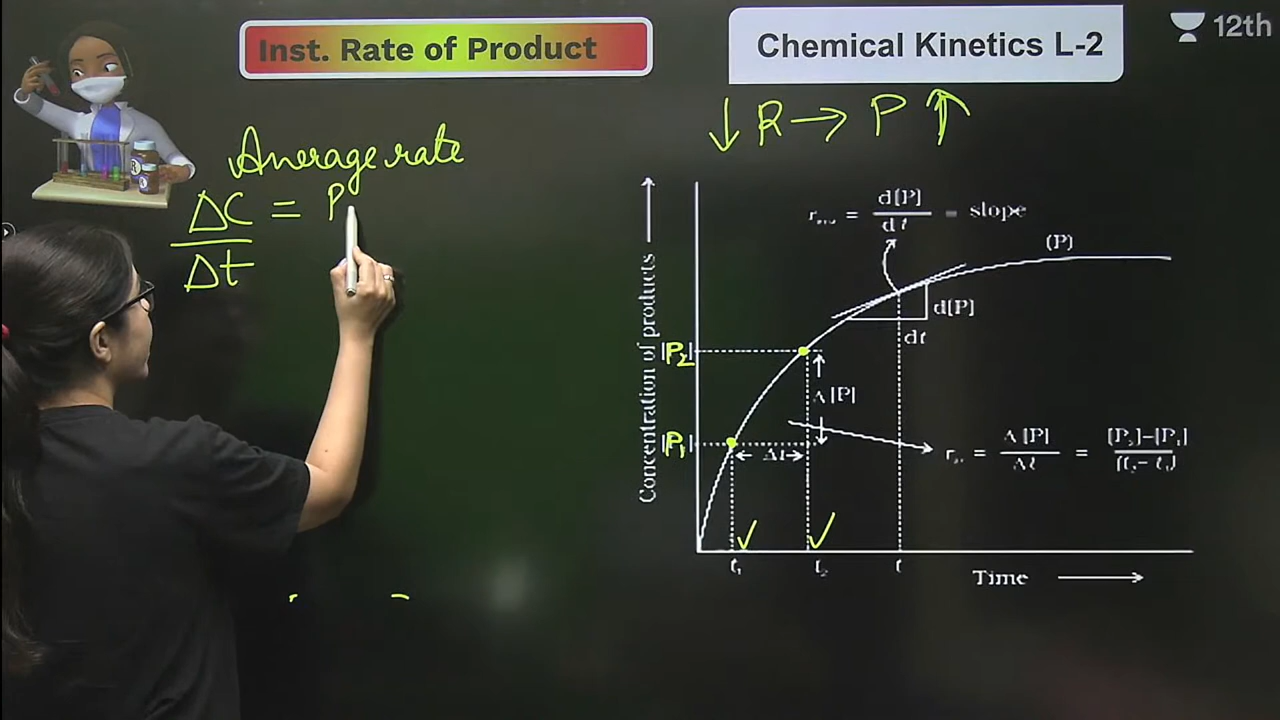 Inst. Rate of Product
Chemical Kinetics L-2
12th
↓ R → P ↑
Average rate
ΔC = P
Δt
d[P]
= slope
dt
(P)
d[P]
dt
Concentration of products
[P₂]
[P₁]
Δ[P]
Δt
Δ[P] = [P₂]-[P₁]
Δt (t₂-t₁)
t₁ t₂ t
Time